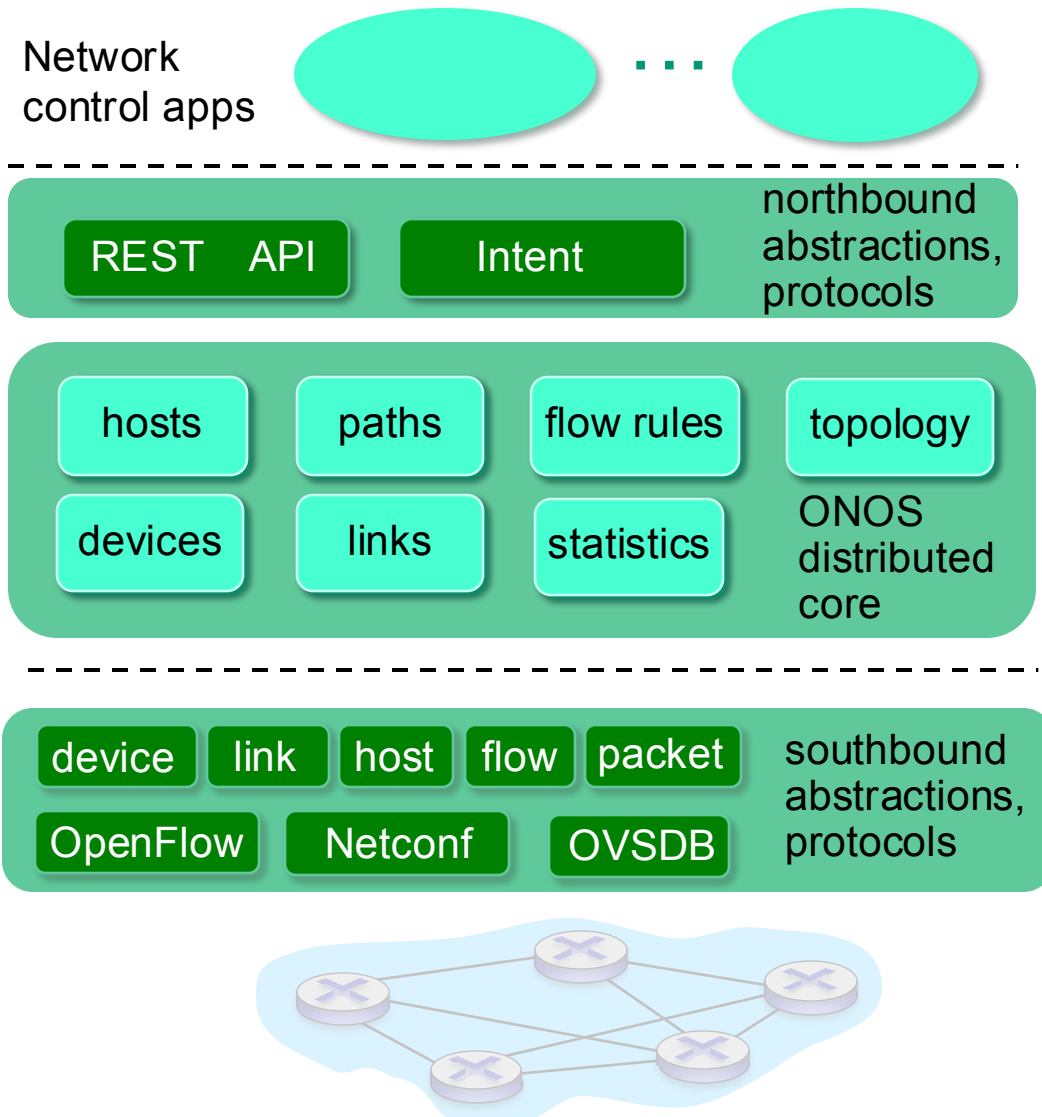 Network
control apps
...
REST API
Intent
northbound
abstractions,
protocols
hosts
paths
flow rules
topology
devices
links
statistics
ONOS
distributed
core
device
link
host
flow
packet
OpenFlow
Netconf
OVSDB
southbound
abstractions,
protocols